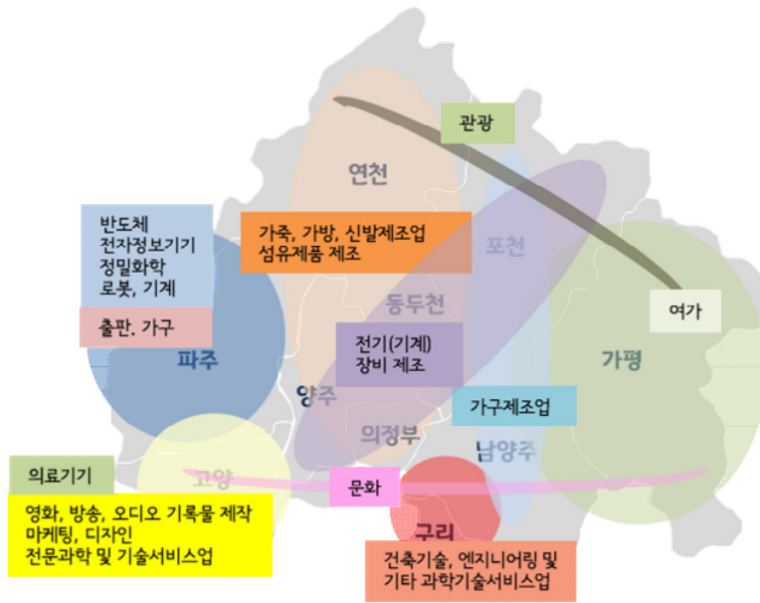 관광
연천
반도체
전자정보기기
정밀화학
로봇, 기계
출판. 가구
파주
가죽, 가방, 신발제조업
섬유제품 제조
포천
동두천
여가
전기(기계)
장비 제조
가평
양주
가구제조업
의정부
남양주
의료기기
고양
문화
영화, 방송, 오디오 기록물 제작
마케팅, 디자인
전문과학 및 기술서비스업
구리
건축기술, 엔지니어링 및
기타 과학기술서비스업